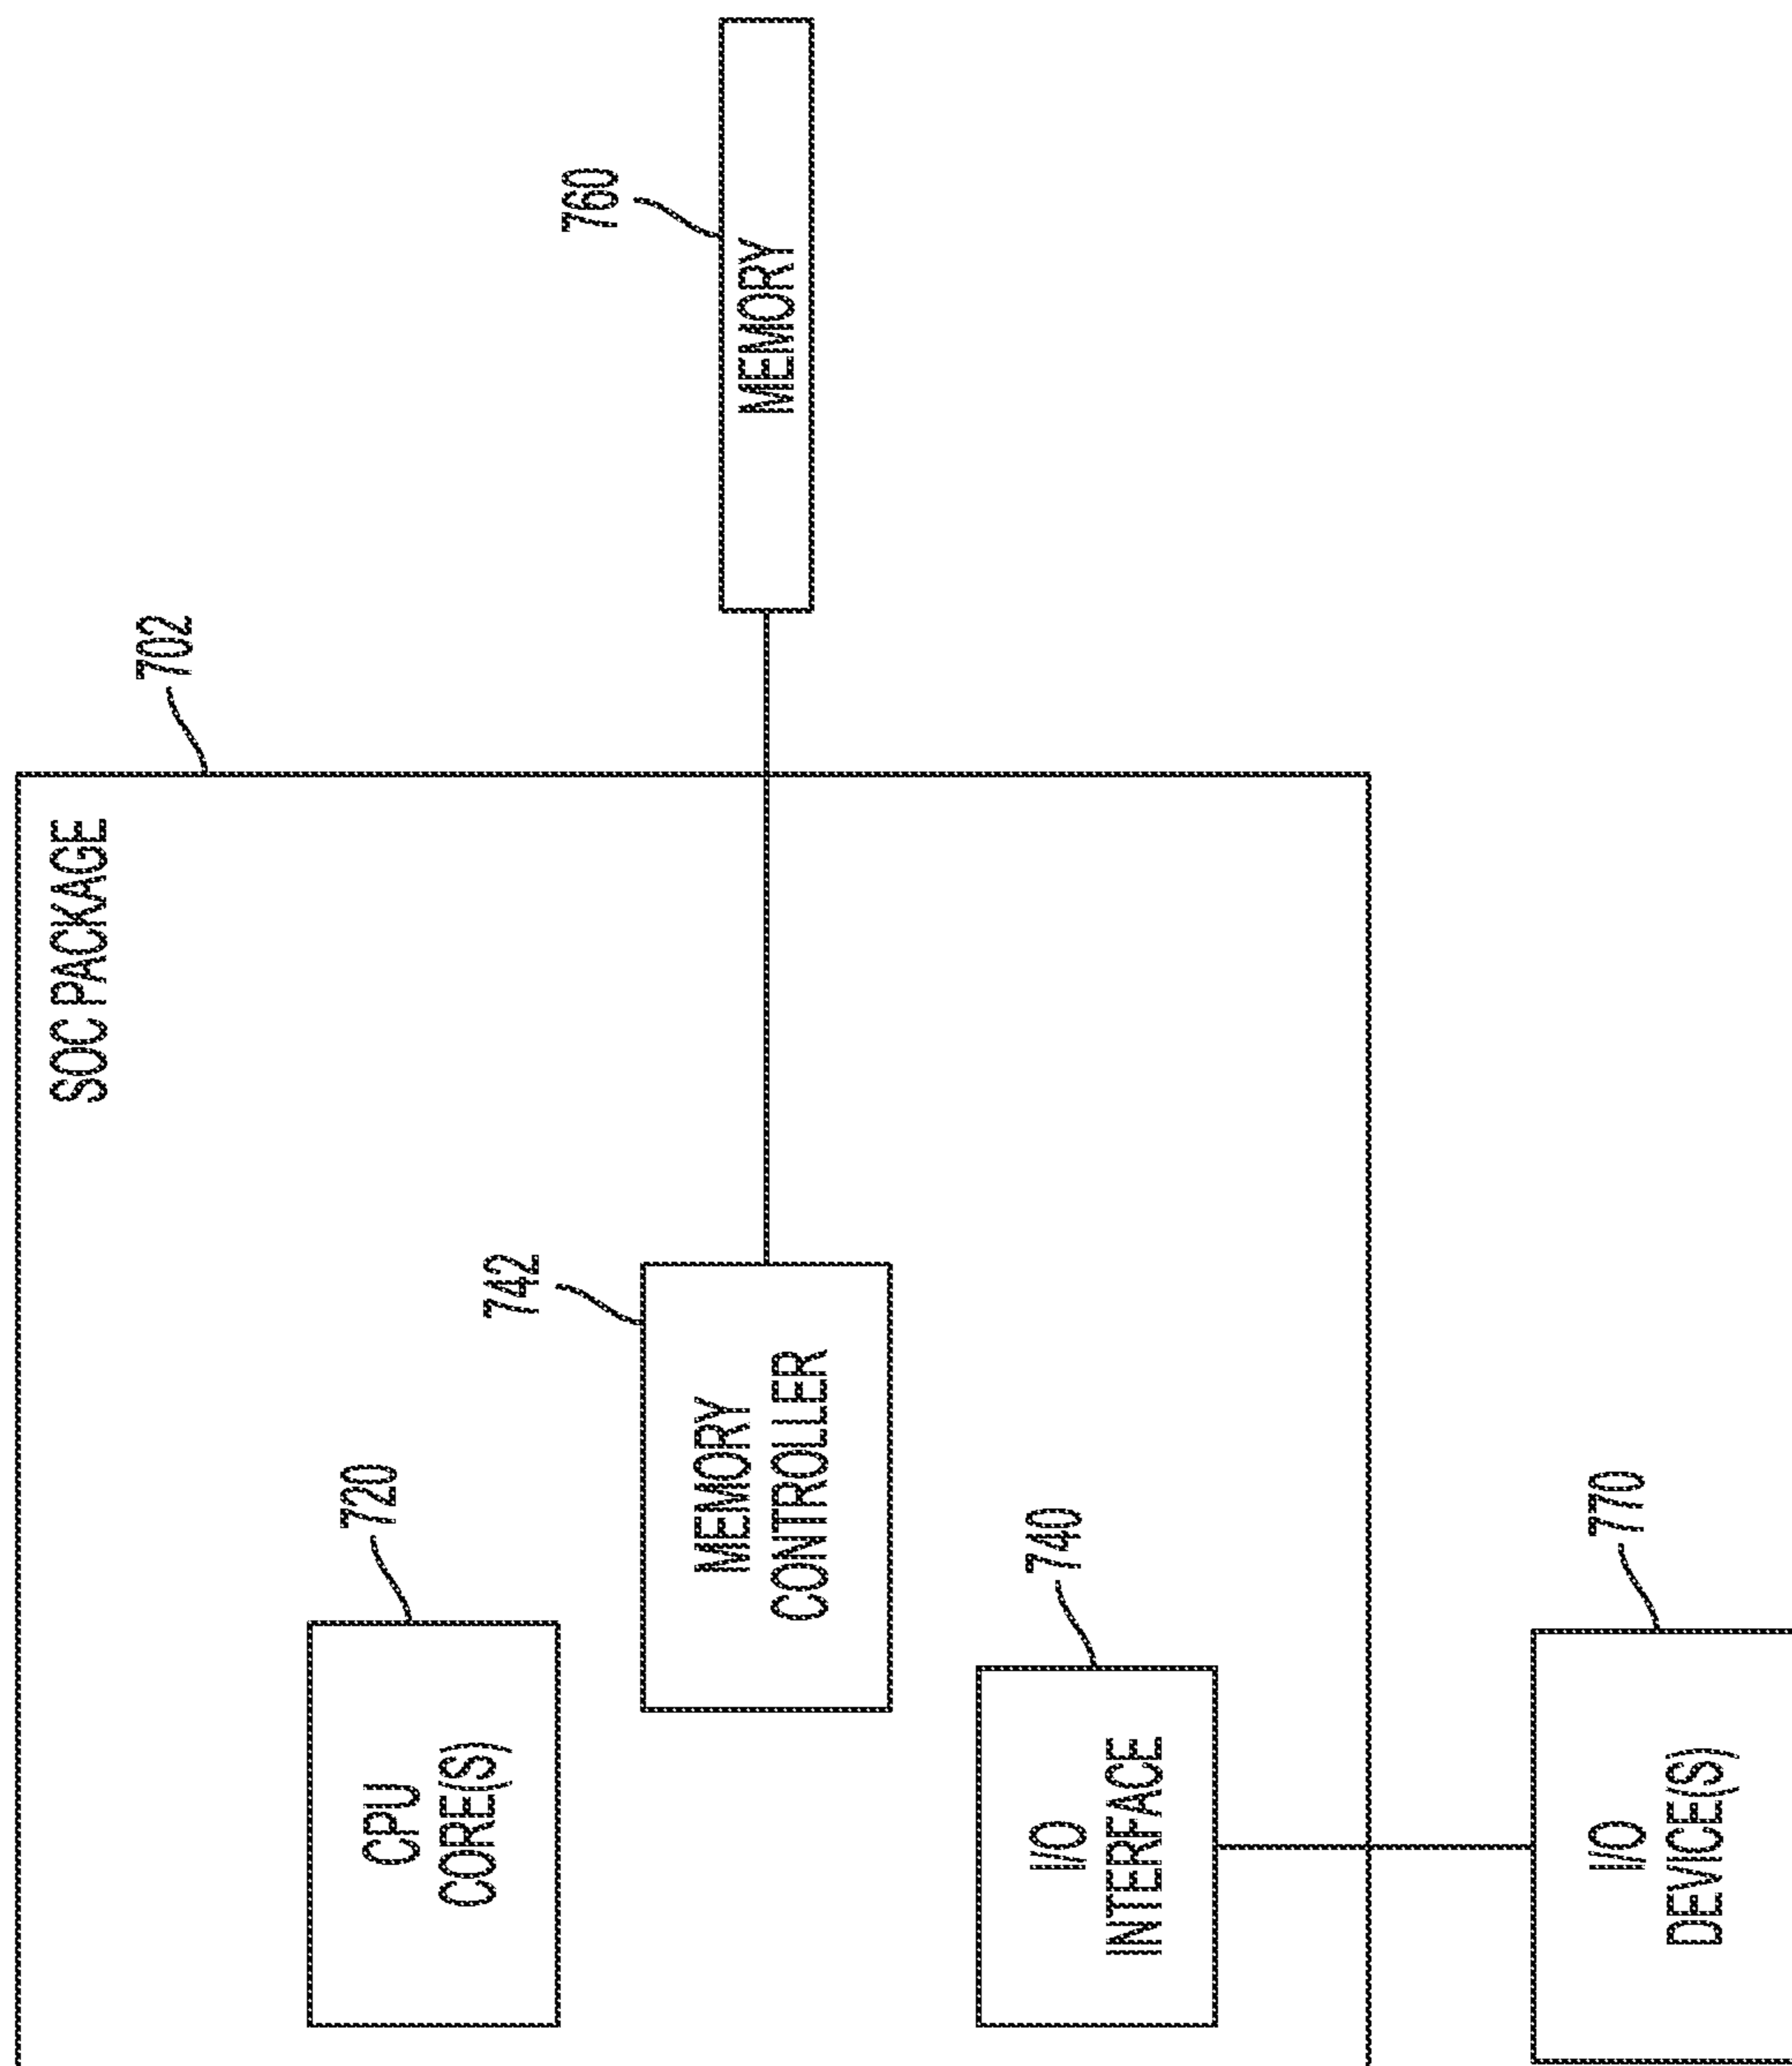 702
SOC PACKAGE
720
CPU
CORE(S)
742
MEMORY
CONTROLLER
760
MEMORY
740
I/O
INTERFACE
770
I/O
DEVICE(S)